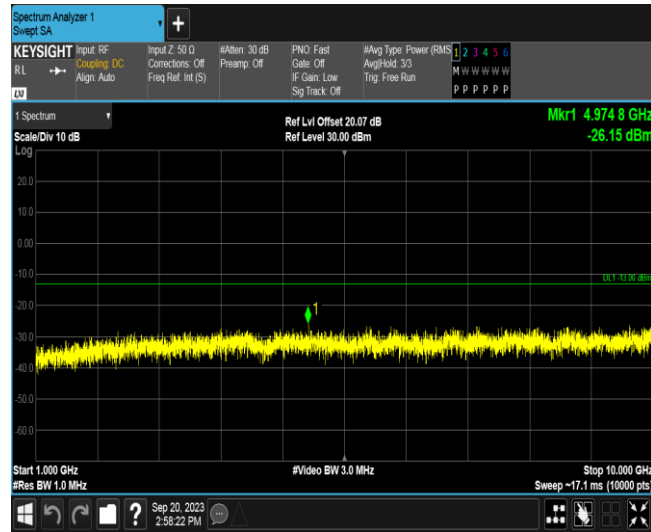 Spectrum Analyzer 1
Swept SA
+
KEYSIGHT
RL
LXI
Input: RF
Coupling: DC
Align: Auto
Input Z: 50 Ω
Corrections: Off
Freq Ref: Int (S)
#Atten: 30 dB
Preamp: Off
PNO: Fast
Gate: Off
IF Gain: Low
Sig Track: Off
#Avg Type: Power (RMS
Avg|Hold: 3/3
Trig: Free Run
1 2 3 4 5 6
M W W W W W
P P P P P P
1 Spectrum
Scale/Div 10 dB
Log
Ref Lvl Offset 20.07 dB
Ref Level 30.00 dBm
Mkr1 4.974 8 GHz
-26.15 dBm
20.0
10.0
0.00
-10.0
DL1 -13.00 dBm
-20.0
1
-30.0
-40.0
-50.0
-60.0
Start 1.000 GHz
#Video BW 3.0 MHz
Stop 10.000 GHz
#Res BW 1.0 MHz
Sweep ~17.1 ms (10000 pts)
?
Sep 20, 2023
2:58:22 PM